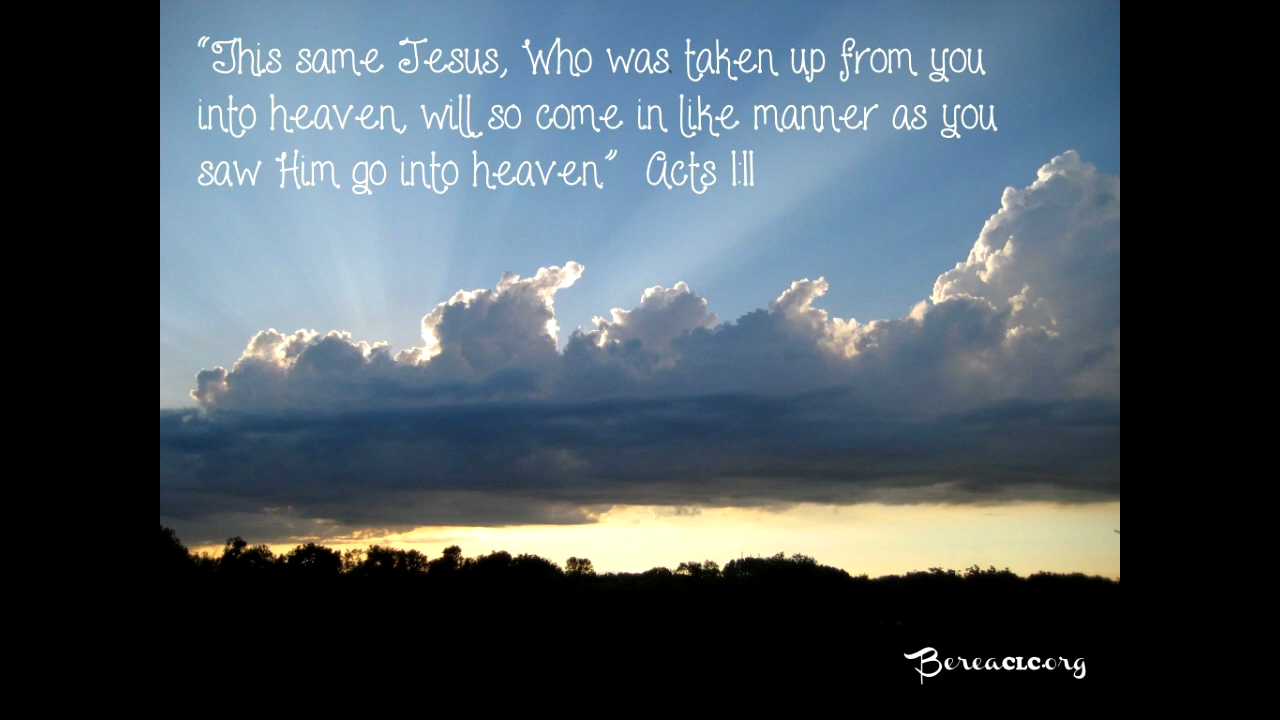 “This same Jesus, Who was taken up from you
into heaven, will so come in like manner as you
saw Him go into heaven”  Acts 1:11
BereaCLC.org